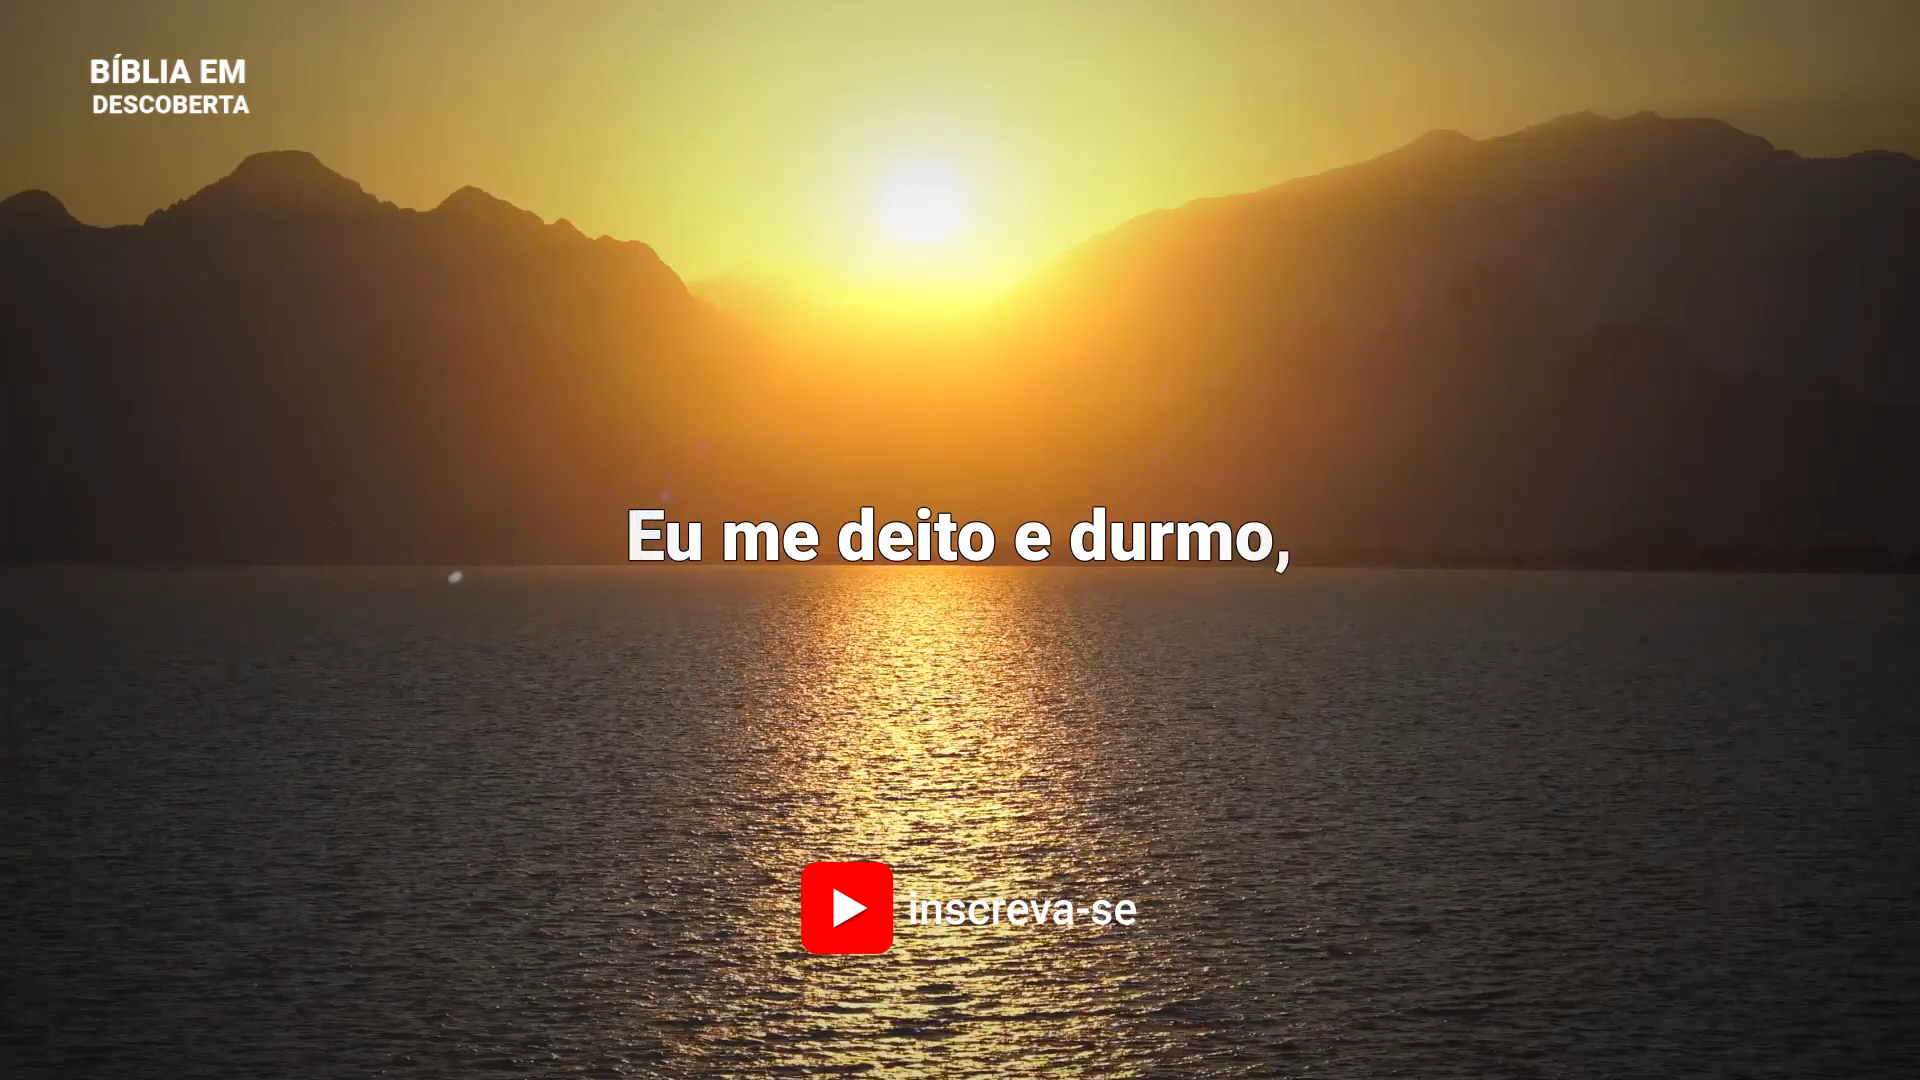 BÍBLIA EM
DESCOBERTA
Eu me deito e durmo,
inscreva-se